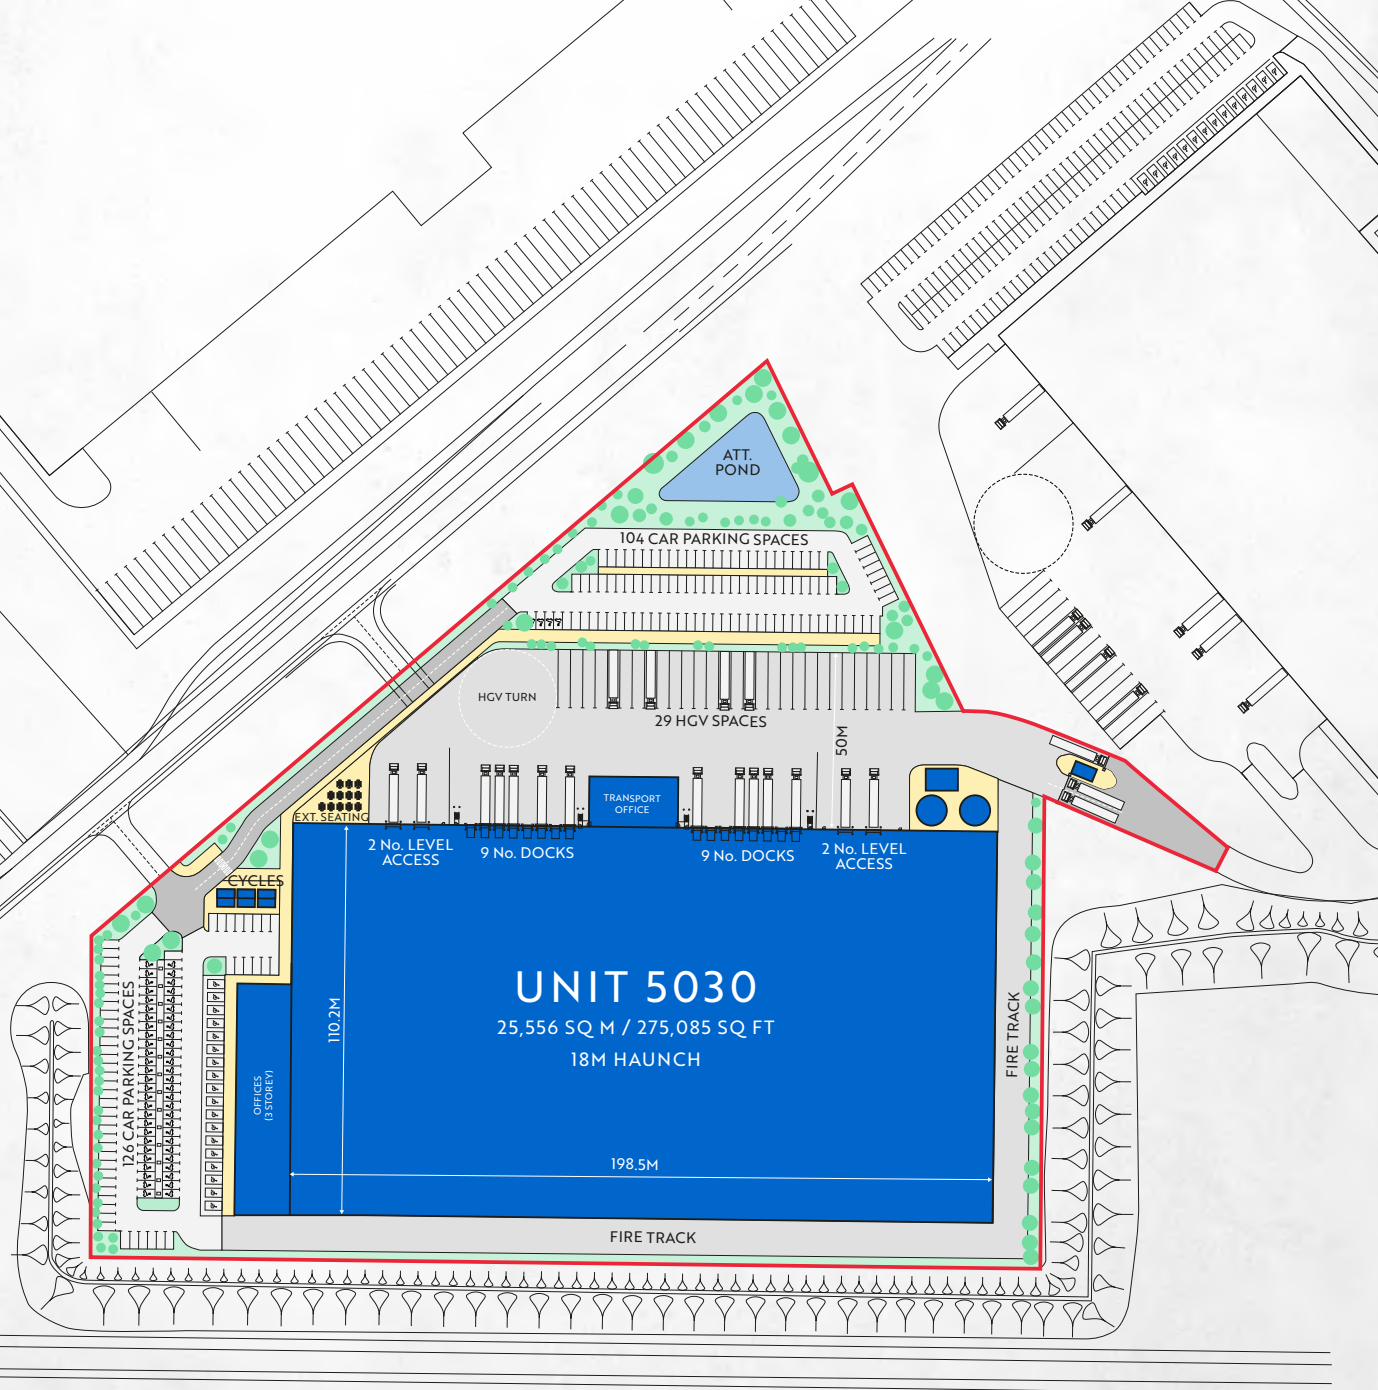 ATT.
POND
104 CAR PARKING SPACES
HGV TURN
29 HGV SPACES
50M
TRANSPORT
OFFICE
EXT. SEATING
2 No. LEVEL
ACCESS
9 No. DOCKS
9 No. DOCKS
2 No. LEVEL
ACCESS
CYCLES
UNIT 5030
25,556 SQ M / 275,085 SQ FT
18M HAUNCH
110.2M
126 CAR PARKING SPACES
OFFICES
(3 STOREY)
FIRE TRACK
198.5M
FIRE TRACK